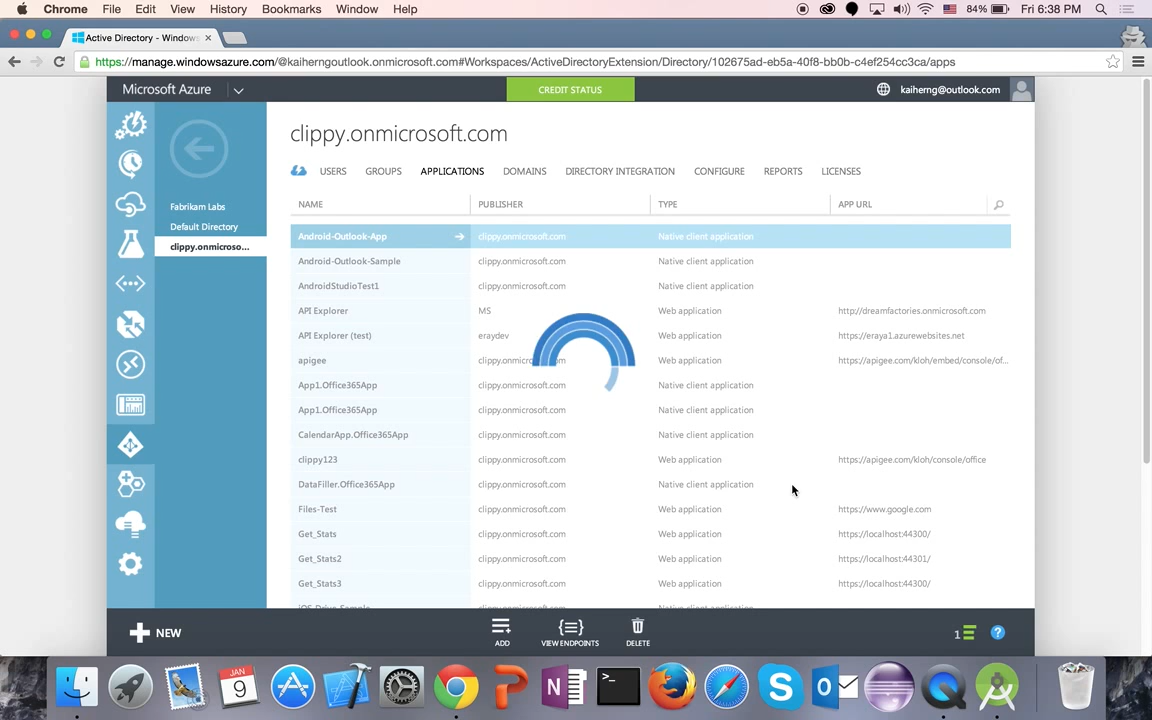 Chrome File Edit View History Bookmarks Window Help 84% Fri 6:38 PM
Active Directory - Windows
https://manage.windowsazure.com/@kaiherngoutlook.onmicrosoft.com#Workspaces/ActiveDirectoryExtension/Directory/102675ad-eb5a-40f8-bb0b-c4ef254cc3ca/apps
Microsoft Azure CREDIT STATUS kaiherng@outlook.com
clippy.onmicrosoft.com
USERS GROUPS APPLICATIONS DOMAINS DIRECTORY INTEGRATION CONFIGURE REPORTS LICENSES
Fabrikam Labs
Default Directory
clippy.onmicroso...
NAME PUBLISHER TYPE APP URL
Android-Outlook-App clippy.onmicrosoft.com Native client application
Android-Outlook-Sample clippy.onmicrosoft.com Native client application
AndroidStudioTest1 clippy.onmicrosoft.com Native client application
API Explorer MS Web application http://dreamfactories.onmicrosoft.com
API Explorer (test) eraydev Web application https://eraya1.azurewebsites.net
apigee clippy.onmicrosoft.com Web application https://apigee.com/kloh/embed/console/of...
App1.Office365App clippy.onmicrosoft.com Native client application
App1.Office365App clippy.onmicrosoft.com Native client application
CalendarApp.Office365App clippy.onmicrosoft.com Native client application
clippy123 clippy.onmicrosoft.com Web application https://apigee.com/kloh/console/office
DataFiller.Office365App clippy.onmicrosoft.com Native client application
Files-Test clippy.onmicrosoft.com Web application https://www.google.com
Get_Stats clippy.onmicrosoft.com Web application https://localhost:44300/
Get_Stats2 clippy.onmicrosoft.com Web application https://localhost:44301/
Get_Stats3 clippy.onmicrosoft.com Web application https://localhost:44300/
NEW ADD VIEW ENDPOINTS DELETE 1 ?
JAN
9